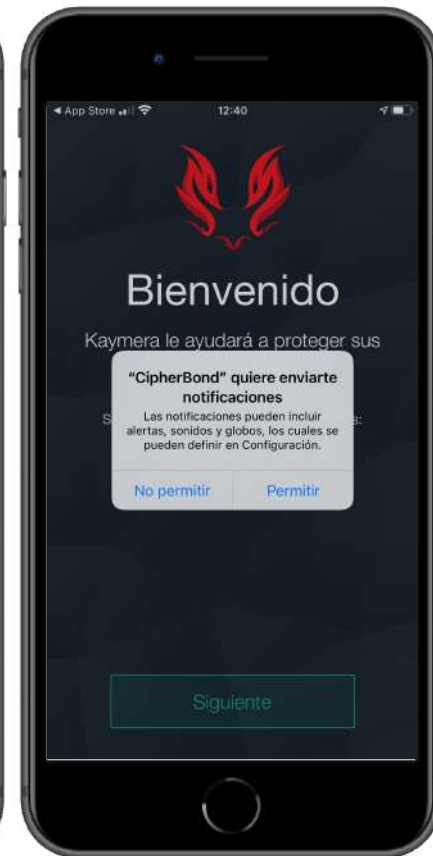 ◀ App Store
12:40
Bienvenido
Kaymera le ayudará a proteger sus
"CipherBond" quiere enviarte
notificaciones
Las notificaciones pueden incluir
alertas, sonidos y globos, los cuales se
pueden definir en Configuración.
No permitir
Permitir
Siguiente